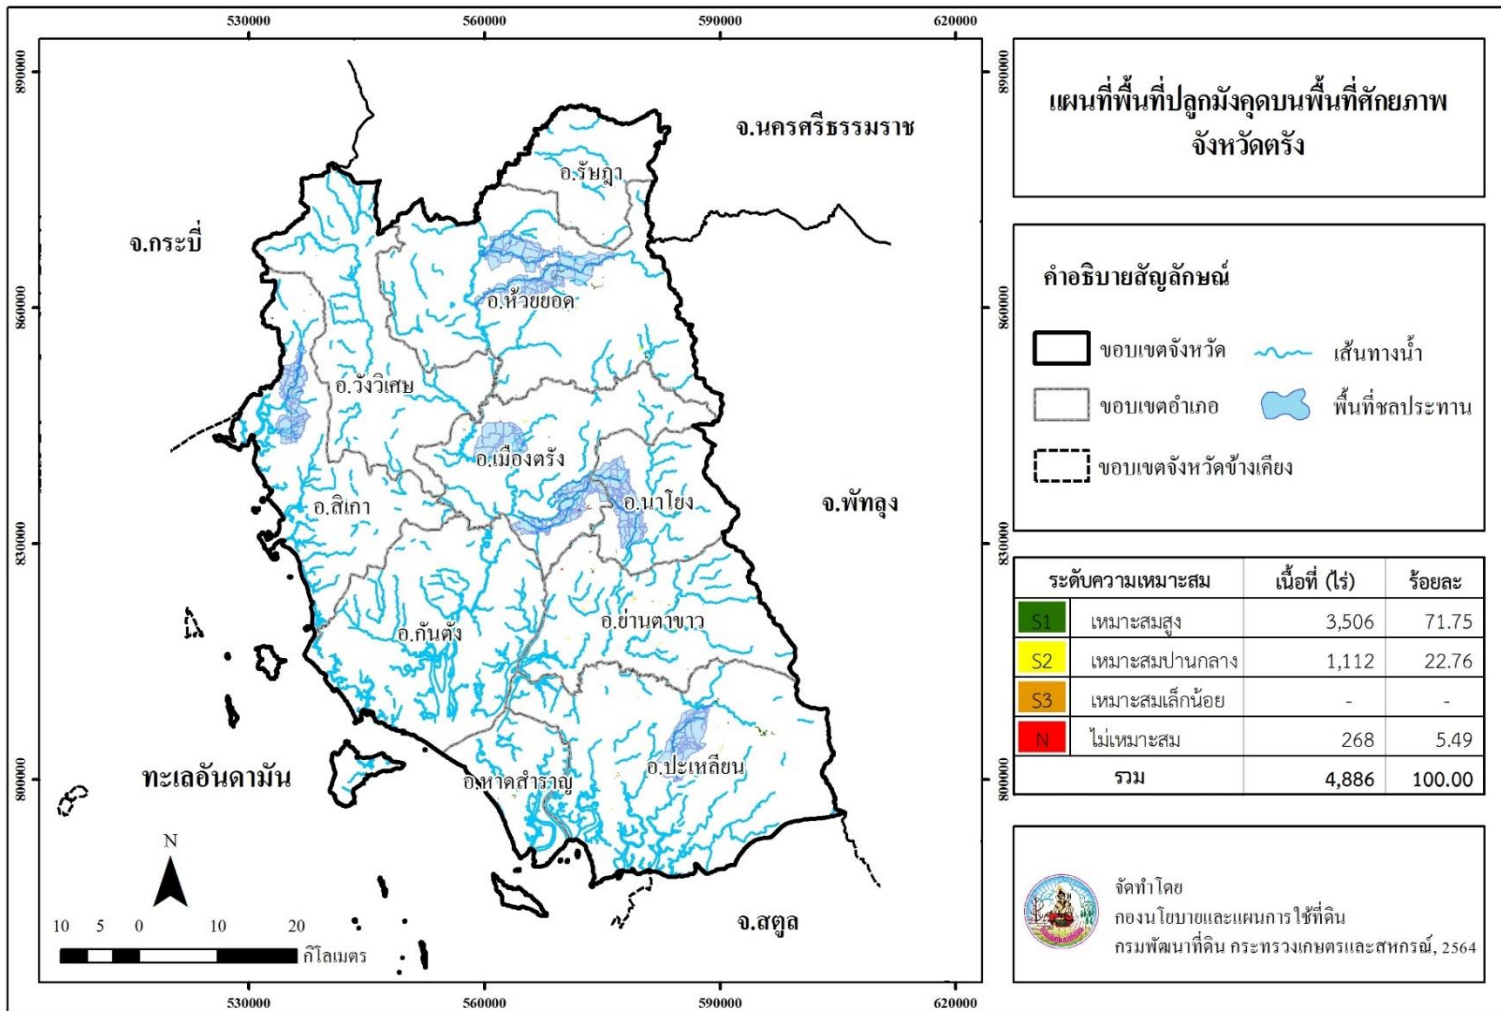 530000
560000
590000
620000
890000
890000
แผนที่พื้นที่ปลูกมังคุดบนพื้นที่ศักยภาพ
จังหวัดตรัง
จ.นครศรีธรรมราช
อ.รัษฎา
จ.กระบี่
คำอธิบายสัญลักษณ์
860000
อ.ห้วยยอด
860000
ขอบเขตจังหวัด
เส้นทางน้ำ
อ.วังวิเศษ
ขอบเขตอำเภอ
พื้นที่ชลประทาน
อ.เมืองตรัง
ขอบเขตจังหวัดข้างเคียง
อ.สิเกา
อ.นาโยง
จ.พัทลุง
830000
830000
ระดับความเหมาะสม เนื้อที่ (ไร่) ร้อยละ
S1 เหมาะสมสูง 3,506 71.75
อ.กันตัง
อ.ย่านตาขาว
S2 เหมาะสมปานกลาง 1,112 22.76
S3 เหมาะสมเล็กน้อย - -
N ไม่เหมาะสม 268 5.49
รวม 4,886 100.00
800000
ทะเลอันดามัน
อ.หาดสำราญ
อ.ปะเหลียน
800000
N
จ.สตูล
10 5 0 10 20
กิโลเมตร
จัดทำโดย
กองนโยบายและแผนการใช้ที่ดิน
กรมพัฒนาที่ดิน กระทรวงเกษตรและสหกรณ์, 2564
530000
560000
590000
620000